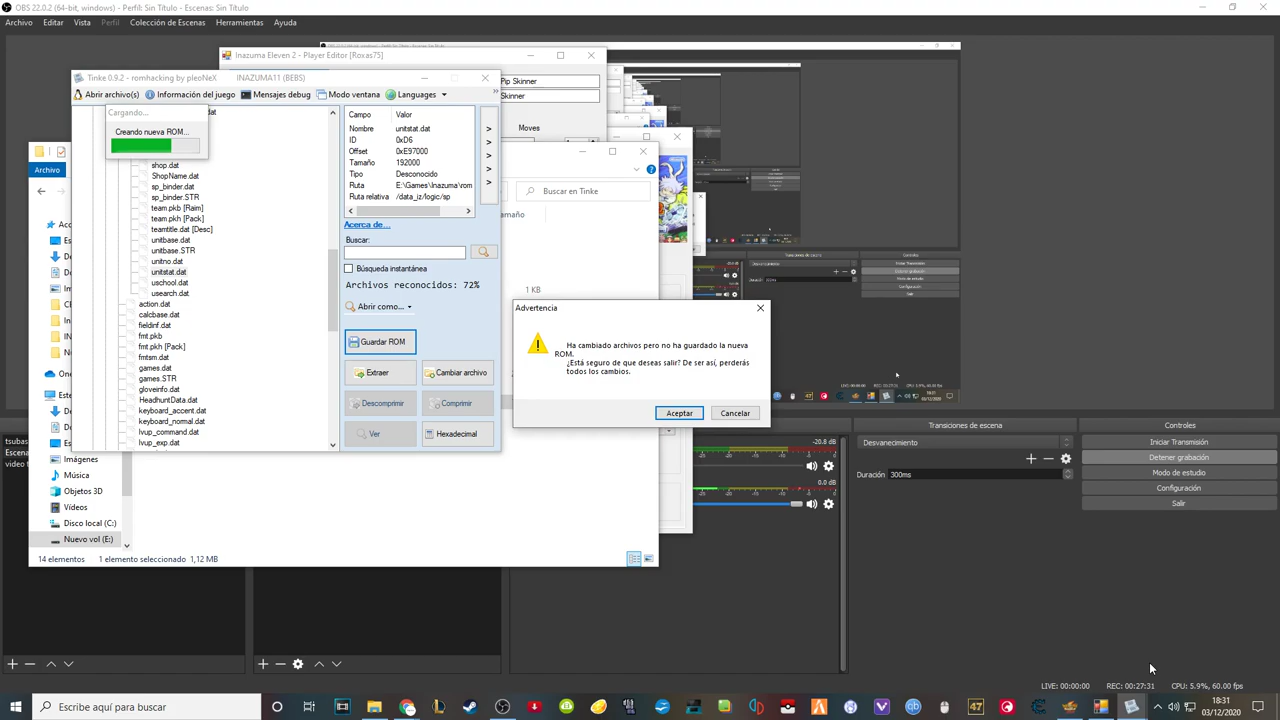 OBS 22.0.2 (64-bit, windows) - Perfil: Sin Título - Escenas: Sin Título
Archivo Editar Vista Perfil Colección de Escenas Herramientas Ayuda
Inazuma Eleven 2 - Player Editor [Roxas75]
Pip Skinner
Skinner
Moves
Tinke 0.9.2 - romhacking by pleoNeX INAZUMA11 (BEBS)
Abrir archivo(s) Información del juego Mensajes debug Modo ventana Languages
Cargando...
Creando nueva ROM...
shop.dat
ShopName.dat
sp_binder.dat
sp_binder.STR
team.pkh [Raim]
team.pkh [Pack]
teamtitle.dat [Desc]
unitbase.dat
unitbase.STR
unitno.dat
unitstat.dat
uschool.dat
usearch.dat
action.dat
calcbase.dat
fieldinf.dat
fmt.pkb
fmt.pkh [Pack]
fmtsm.dat
games.dat
games.STR
gloveinfo.dat
HeadhuntData.dat
keyboard_accent.dat
keyboard_normal.dat
lvup_command.dat
lvup_exp.dat
Campo Valor
Nombre unitstat.dat
ID 0xD6
Offset 0xE97000
Tamaño 192000
Tipo Desconocido
Ruta E:\Games\Inazuma\rom
Ruta relativa /data_iz/logic/sp
> > > > >
Acerca de...
Buscar:
Búsqueda instantánea
Archivos reconocidos: 72%
Abrir como...
Guardar ROM
Extraer Cambiar archivo
Descomprimir Comprimir
Ver Hexadecimal
Archivo
Buscar en Tinke
1 KB
Imágenes
Música
Objetos 3D
Vídeos
Disco local (C:)
Nuevo vol (E:)
14 elementos 1 elemento seleccionado 1,12 MB
Advertencia
Ha cambiado archivos pero no ha guardado la nueva
ROM.
¿Está seguro de que deseas salir? De ser así, perderás
todos los cambios.
Aceptar Cancelar
-20.8 dB
0.0 dB
Transiciones de escena
Desvanecimiento
Duración 300ms
Controles
Iniciar Transmisión
Detener grabación
Modo de estudio
Configuración
Salir
LIVE: 00:00:00 REC: 00:27:31 CPU: 5.9%, 60.00 fps
Escribe aquí para buscar
18:31
03/12/2020